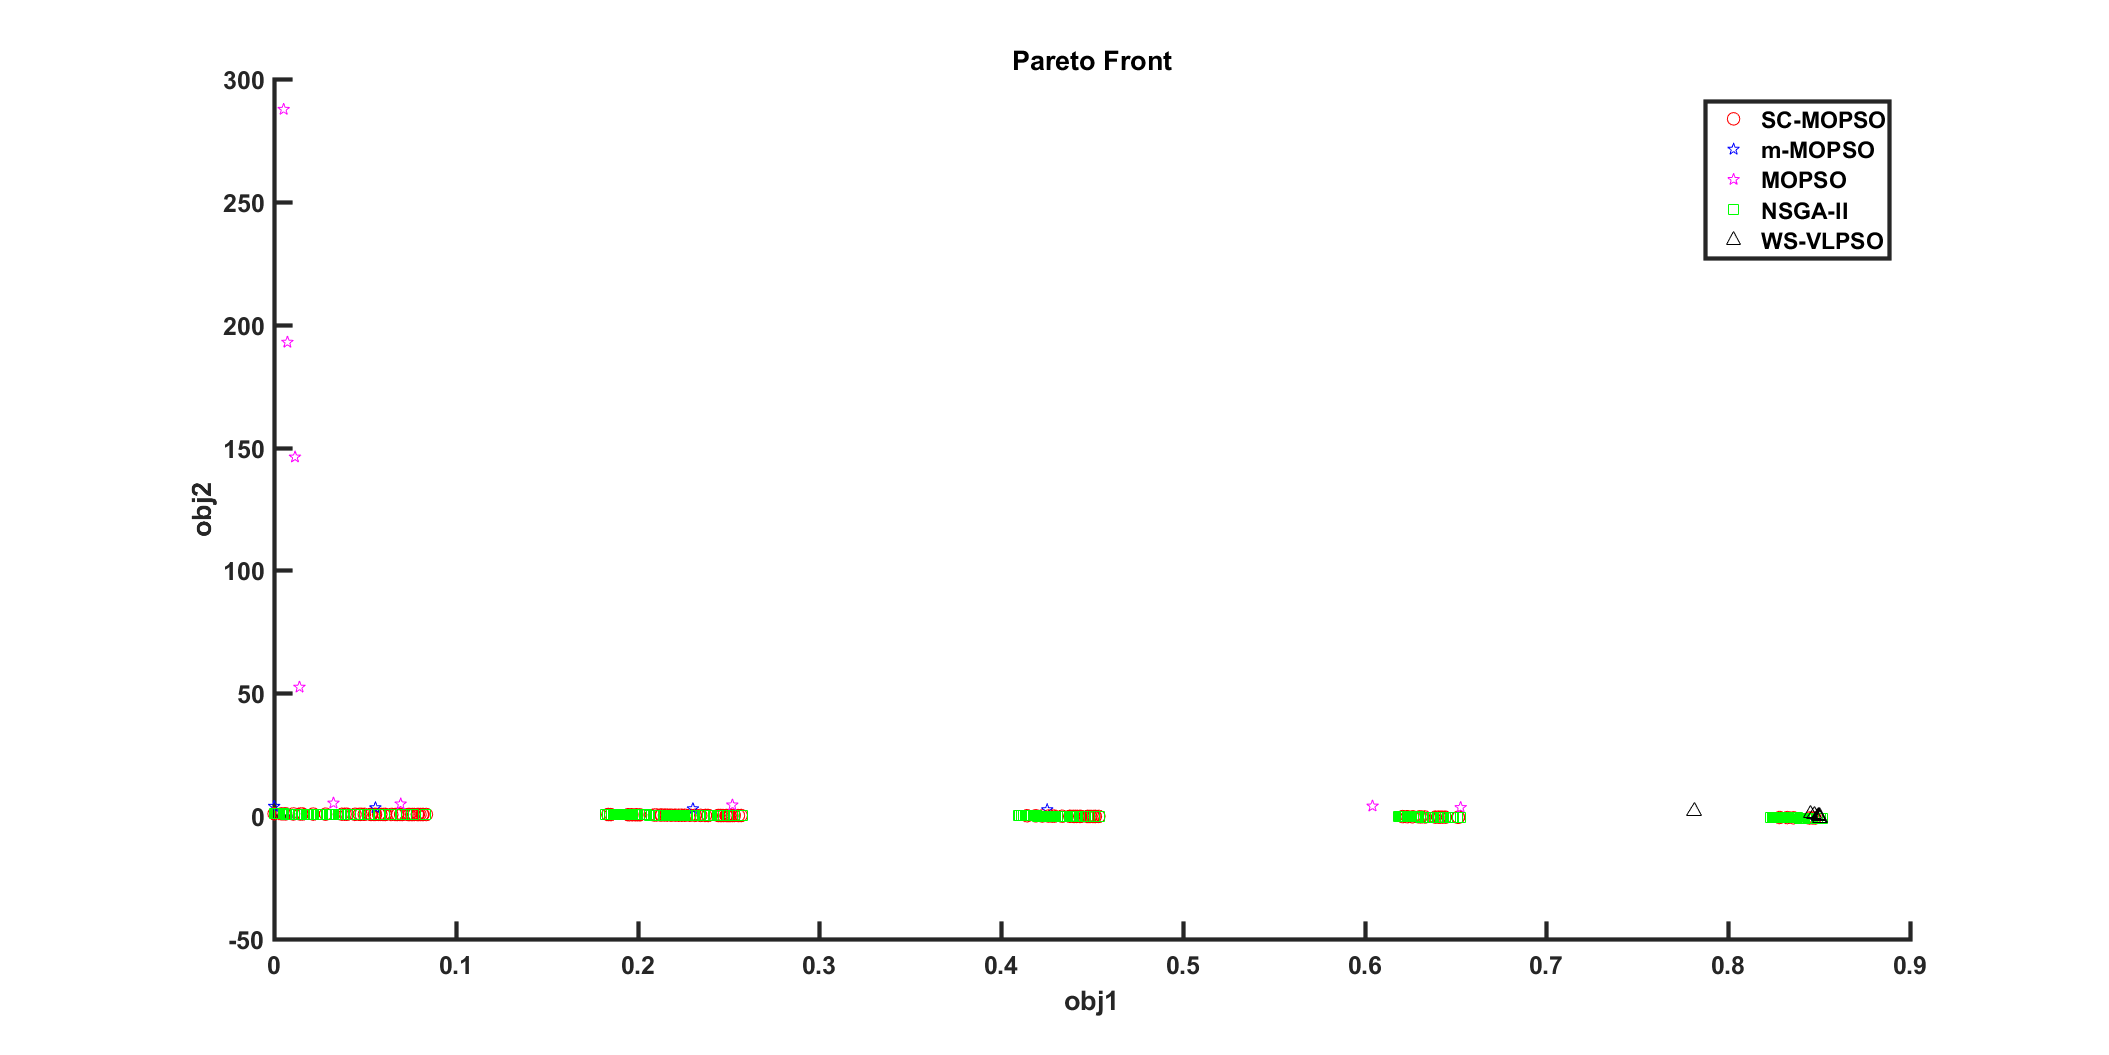 Pareto Front
300
250
200
150
100
50
0
-50
obj2
SC-MOPSO
m-MOPSO
MOPSO
NSGA-II
WS-VLPSO
0 0.1 0.2 0.3 0.4 0.5 0.6 0.7 0.8 0.9
obj1